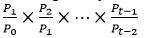 P₁/P₀ × P₂/P₁ × ⋯ × Pₜ₋₁/Pₜ₋₂